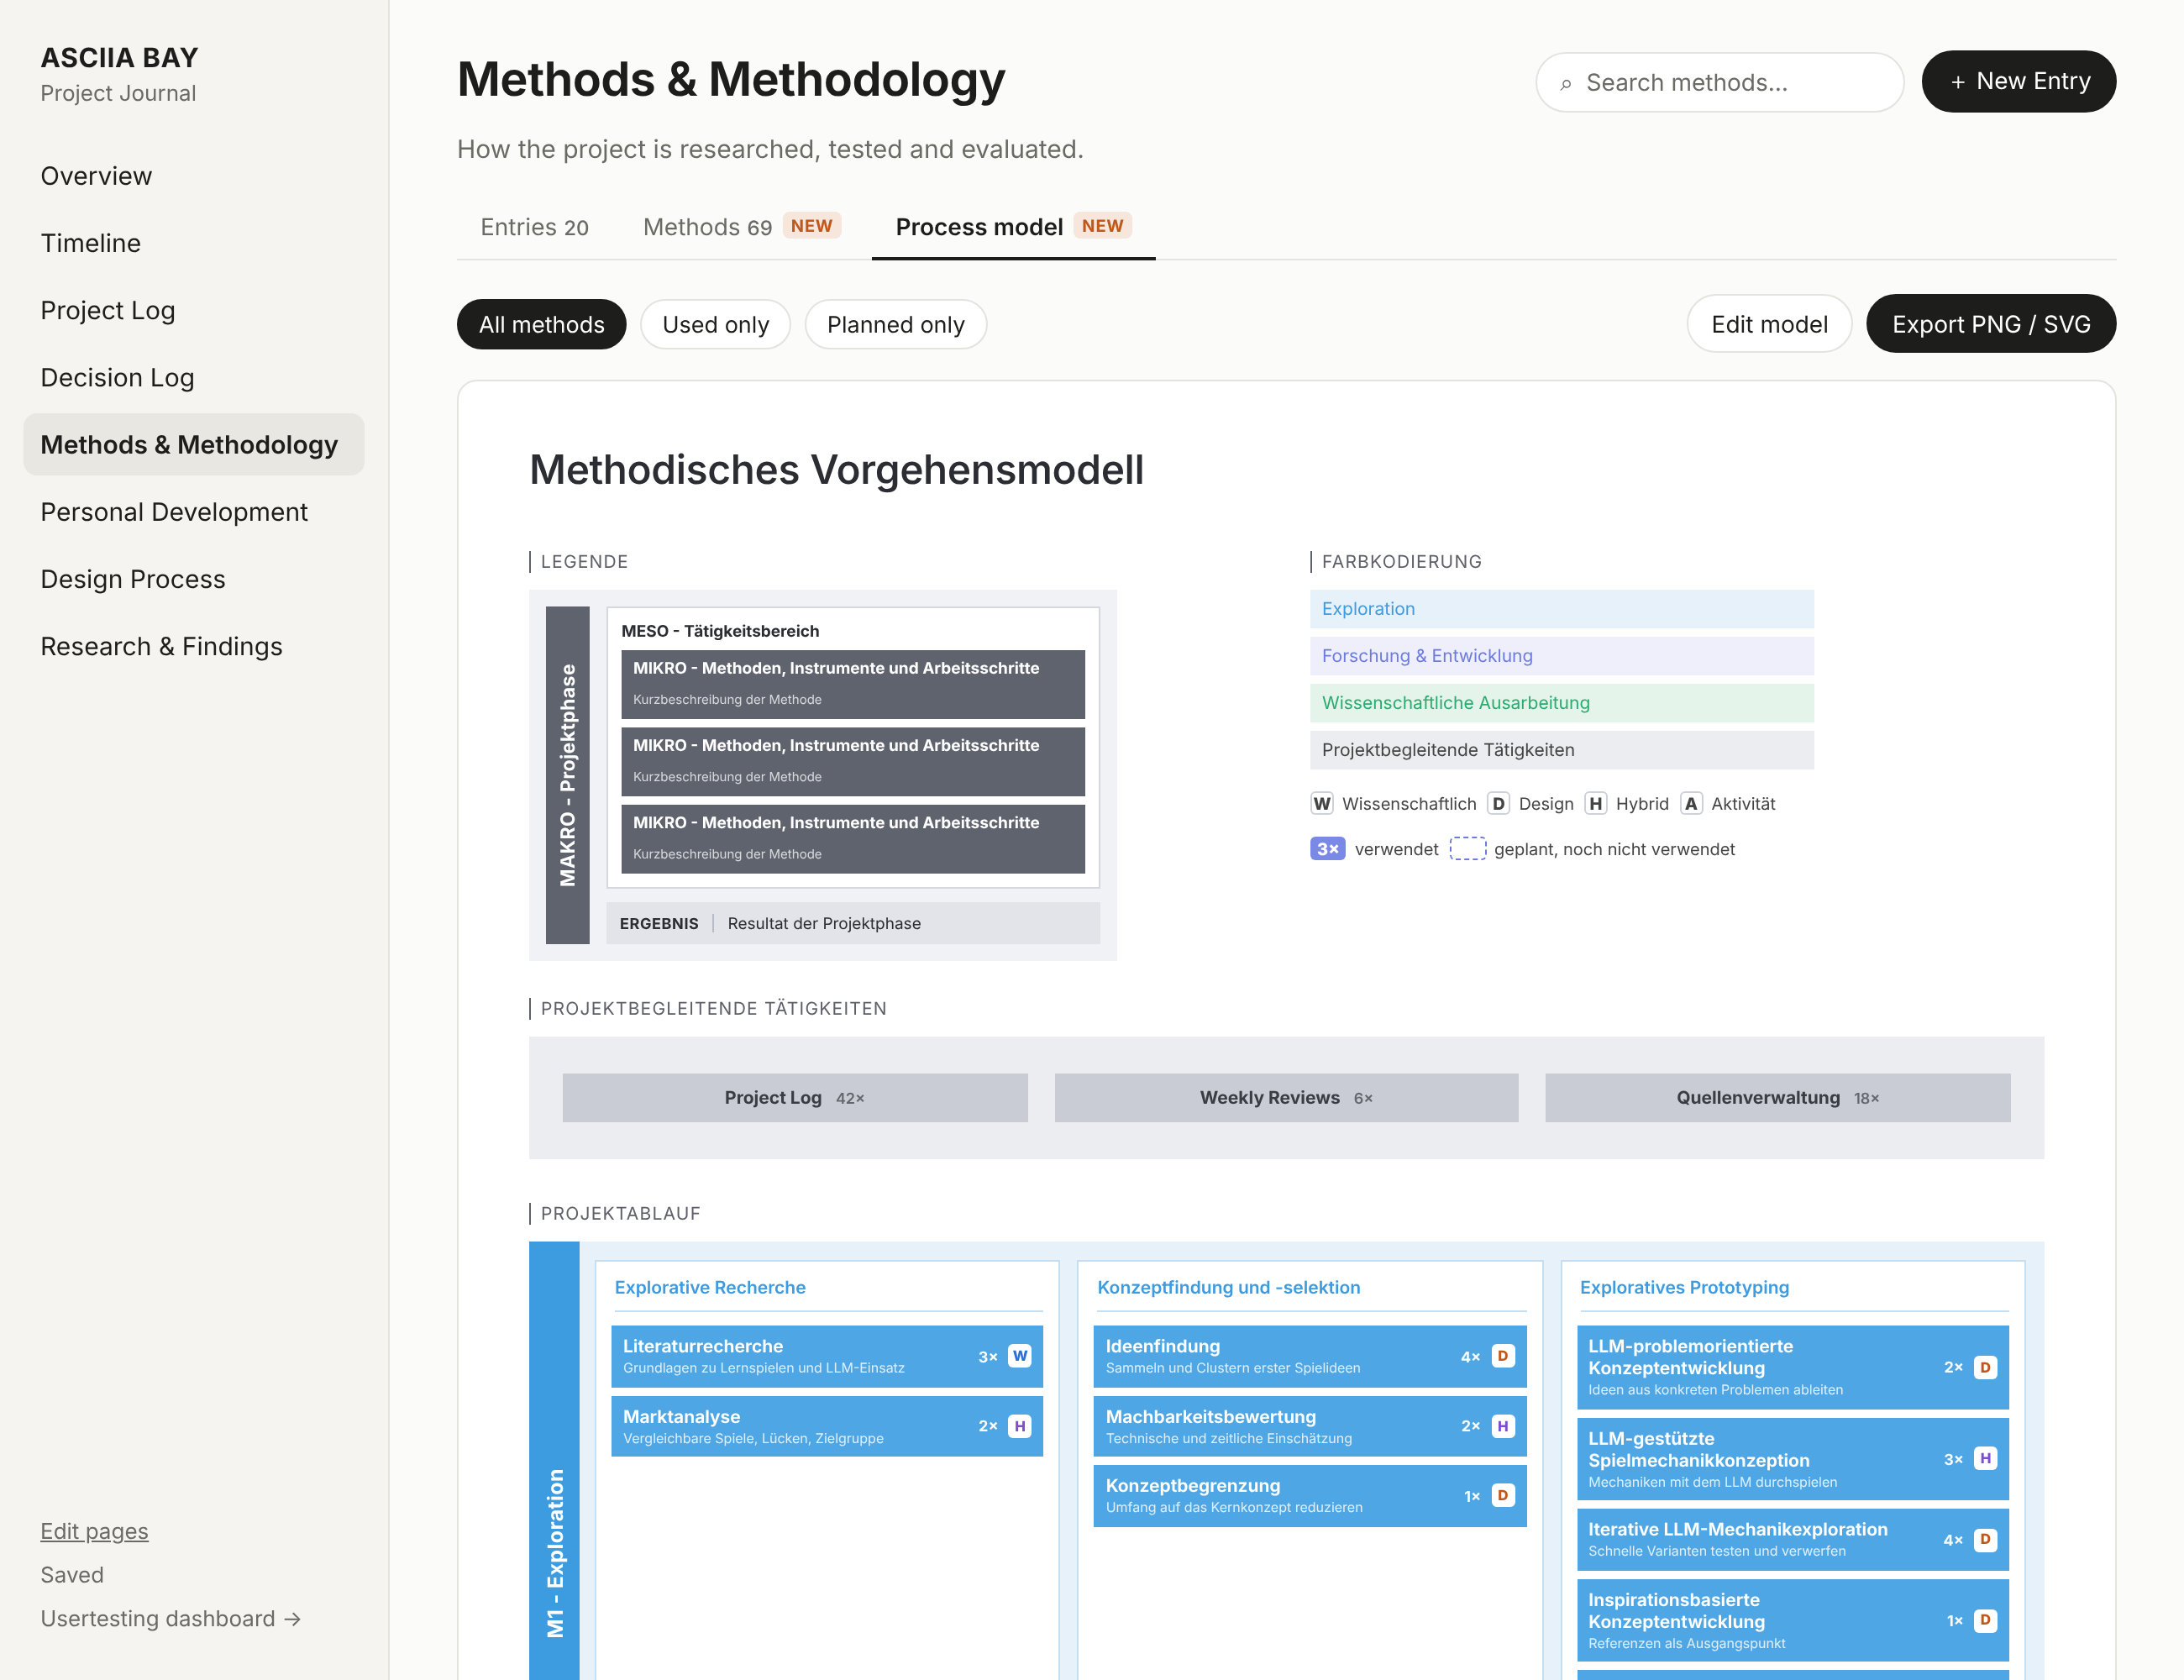 ASCIIA BAY
Project Journal
Overview
Timeline
Project Log
Decision Log
Methods & Methodology
Personal Development
Design Process
Research & Findings
Edit pages
Saved
Usertesting dashboard →
Methods & Methodology
Search methods...
+ New Entry
How the project is researched, tested and evaluated.
Entries 20
Methods 69 NEW
Process model NEW
All methods
Used only
Planned only
Edit model
Export PNG / SVG
Methodisches Vorgehensmodell
LEGENDE
MAKRO - Projektphase
MESO - Tätigkeitsbereich
MIKRO - Methoden, Instrumente und Arbeitsschritte
Kurzbeschreibung der Methode
MIKRO - Methoden, Instrumente und Arbeitsschritte
Kurzbeschreibung der Methode
MIKRO - Methoden, Instrumente und Arbeitsschritte
Kurzbeschreibung der Methode
ERGEBNIS | Resultat der Projektphase
FARBKODIERUNG
Exploration
Forschung & Entwicklung
Wissenschaftliche Ausarbeitung
Projektbegleitende Tätigkeiten
W Wissenschaftlich D Design H Hybrid A Aktivität
3× verwendet geplant, noch nicht verwendet
PROJEKTBEGLEITENDE TÄTIGKEITEN
Project Log 42×
Weekly Reviews 6×
Quellenverwaltung 18×
PROJEKTABLAUF
M1 - Exploration
Explorative Recherche
Literaturrecherche
Grundlagen zu Lernspielen und LLM-Einsatz
3× W
Marktanalyse
Vergleichbare Spiele, Lücken, Zielgruppe
2× H
Konzeptfindung und -selektion
Ideenfindung
Sammeln und Clustern erster Spielideen
4× D
Machbarkeitsbewertung
Technische und zeitliche Einschätzung
2× H
Konzeptbegrenzung
Umfang auf das Kernkonzept reduzieren
1× D
Exploratives Prototyping
LLM-problemorientierte
Konzeptentwicklung
Ideen aus konkreten Problemen ableiten
2× D
LLM-gestützte
Spielmechanikkonzeption
Mechaniken mit dem LLM durchspielen
3× H
Iterative LLM-Mechanikexploration
Schnelle Varianten testen und verwerfen
4× D
Inspirationsbasierte
Konzeptentwicklung
Referenzen als Ausgangspunkt
1× D